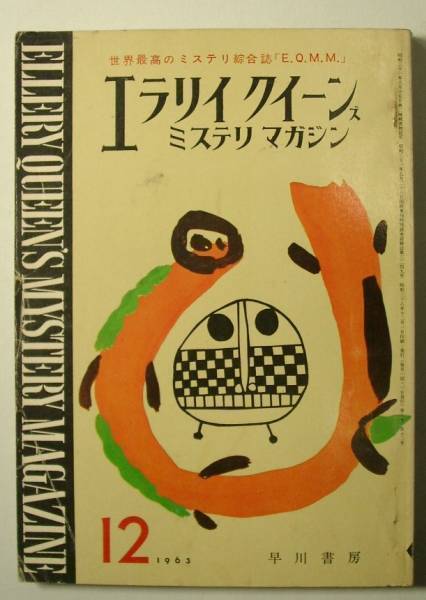 世界最高のミステリ綜合誌「E.Q.M.M.」
エラリイ クイーンズ
ミステリ マガジン
ELLERY QUEEN'S MYSTERY MAGAZINE
12 1963
早川書房